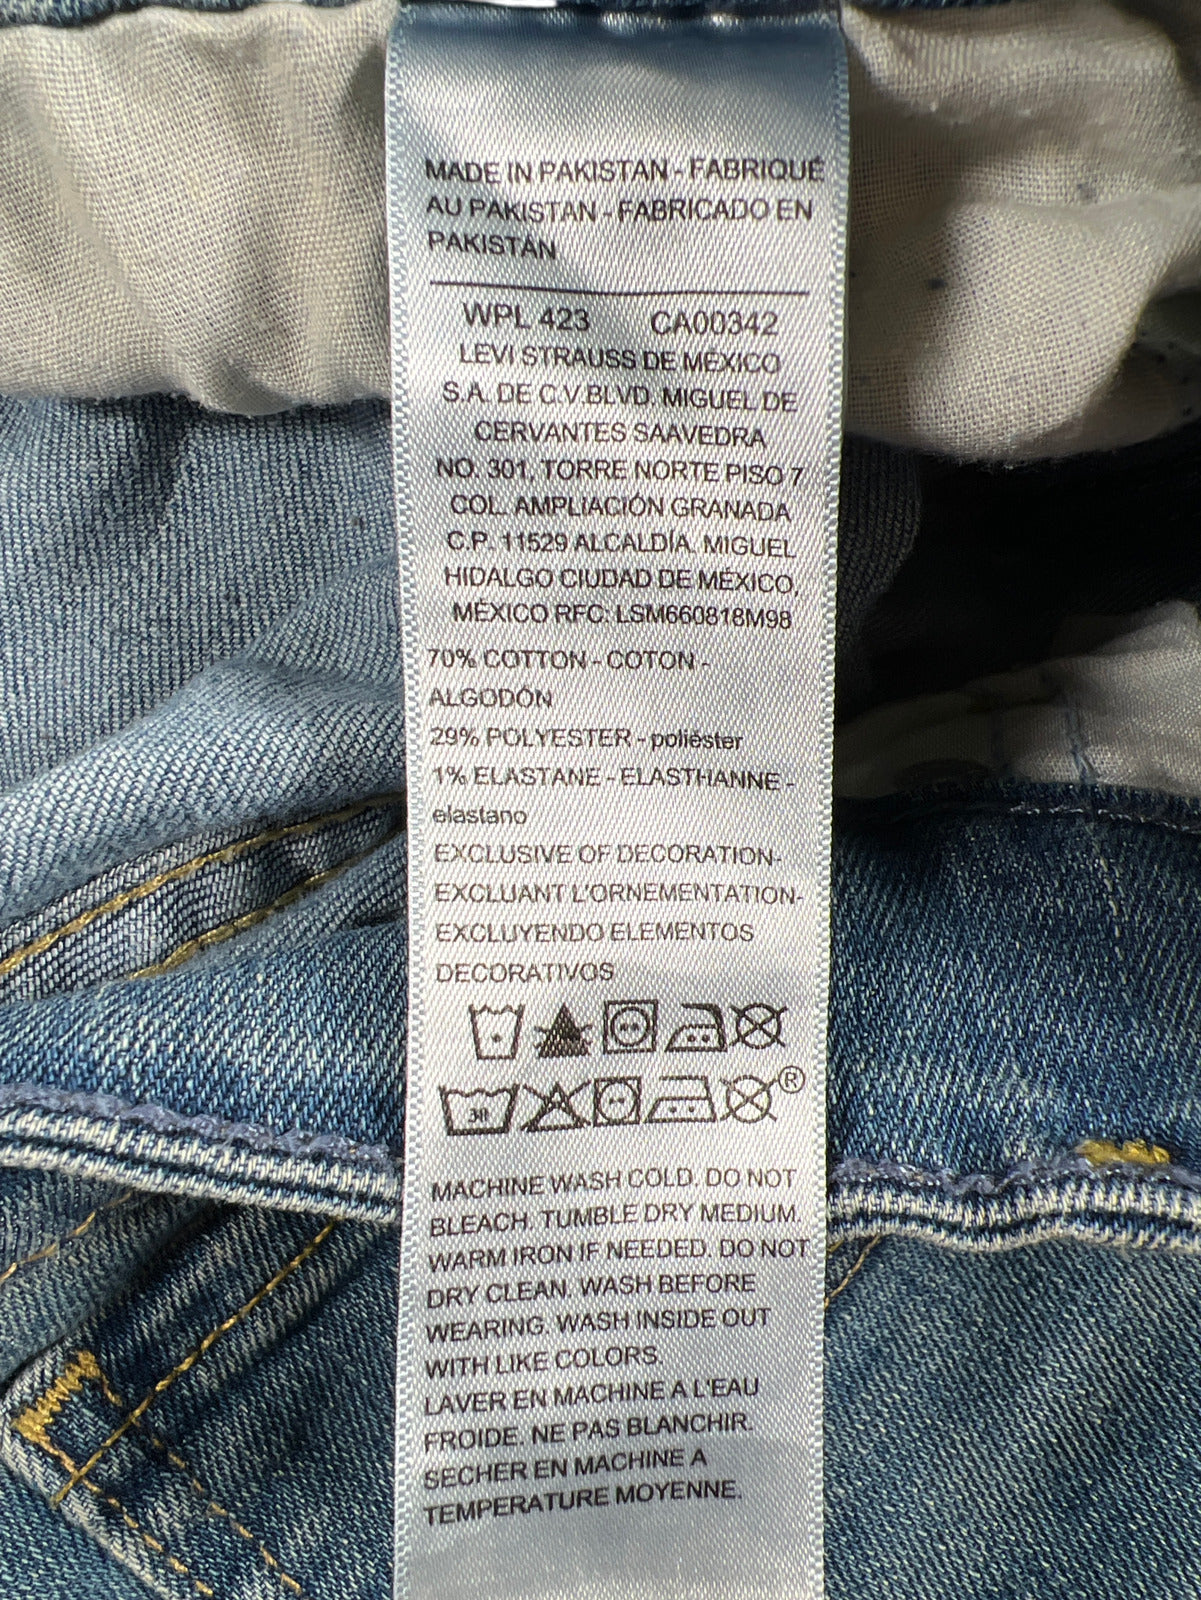 MADE IN PAKISTAN - FABRIQUÉ
AU PAKISTAN - FABRICADO EN
PAKISTÁN
WPL 423 CA00342
LEVI STRAUSS DE MÉXICO
S.A. DE C.V.BLVD. MIGUEL DE
CERVANTES SAAVEDRA
NO. 301, TORRE NORTE PISO 7
COL. AMPLIACIÓN GRANADA
C.P. 11529 ALCALDÍA. MIGUEL
HIDALGO CIUDAD DE MÉXICO,
MÉXICO RFC: LSM660818M98
70% COTTON - COTON -
ALGODÓN
29% POLYESTER - poliéster
1% ELASTANE - ELASTHANNE -
elastano
EXCLUSIVE OF DECORATION-
EXCLUANT L'ORNEMENTATION-
EXCLUYENDO ELEMENTOS
DECORATIVOS
30 ®
MACHINE WASH COLD. DO NOT
BLEACH. TUMBLE DRY MEDIUM.
WARM IRON IF NEEDED. DO NOT
DRY CLEAN. WASH BEFORE
WEARING. WASH INSIDE OUT
WITH LIKE COLORS.
LAVER EN MACHINE A L'EAU
FROIDE. NE PAS BLANCHIR.
SECHER EN MACHINE A
TEMPERATURE MOYENNE.